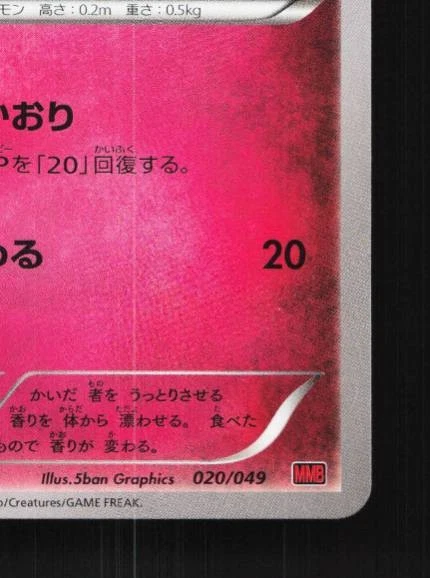 モン 高さ:0.2m 重さ:0.5kg
かおり
Pを「20」回復する。
わる 20
かいだ 者を うっとりさせる
香りを 体から 漂わせる。 食べた
もので 香りが 変わる。
Illus.5ban Graphics 020/049 MMB
o/Creatures/GAME FREAK.